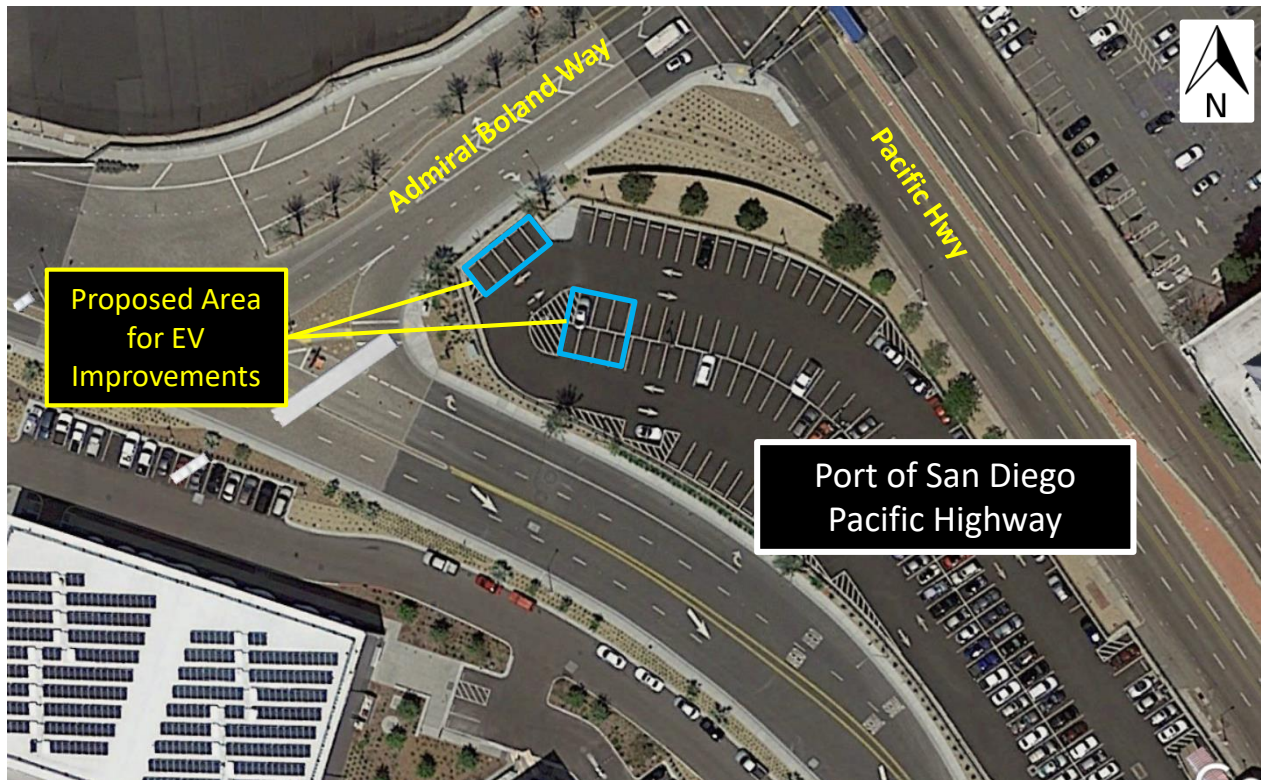 Admiral Boland Way
Pacific Hwy
N
Proposed Area
for EV
Improvements
Port of San Diego
Pacific Highway